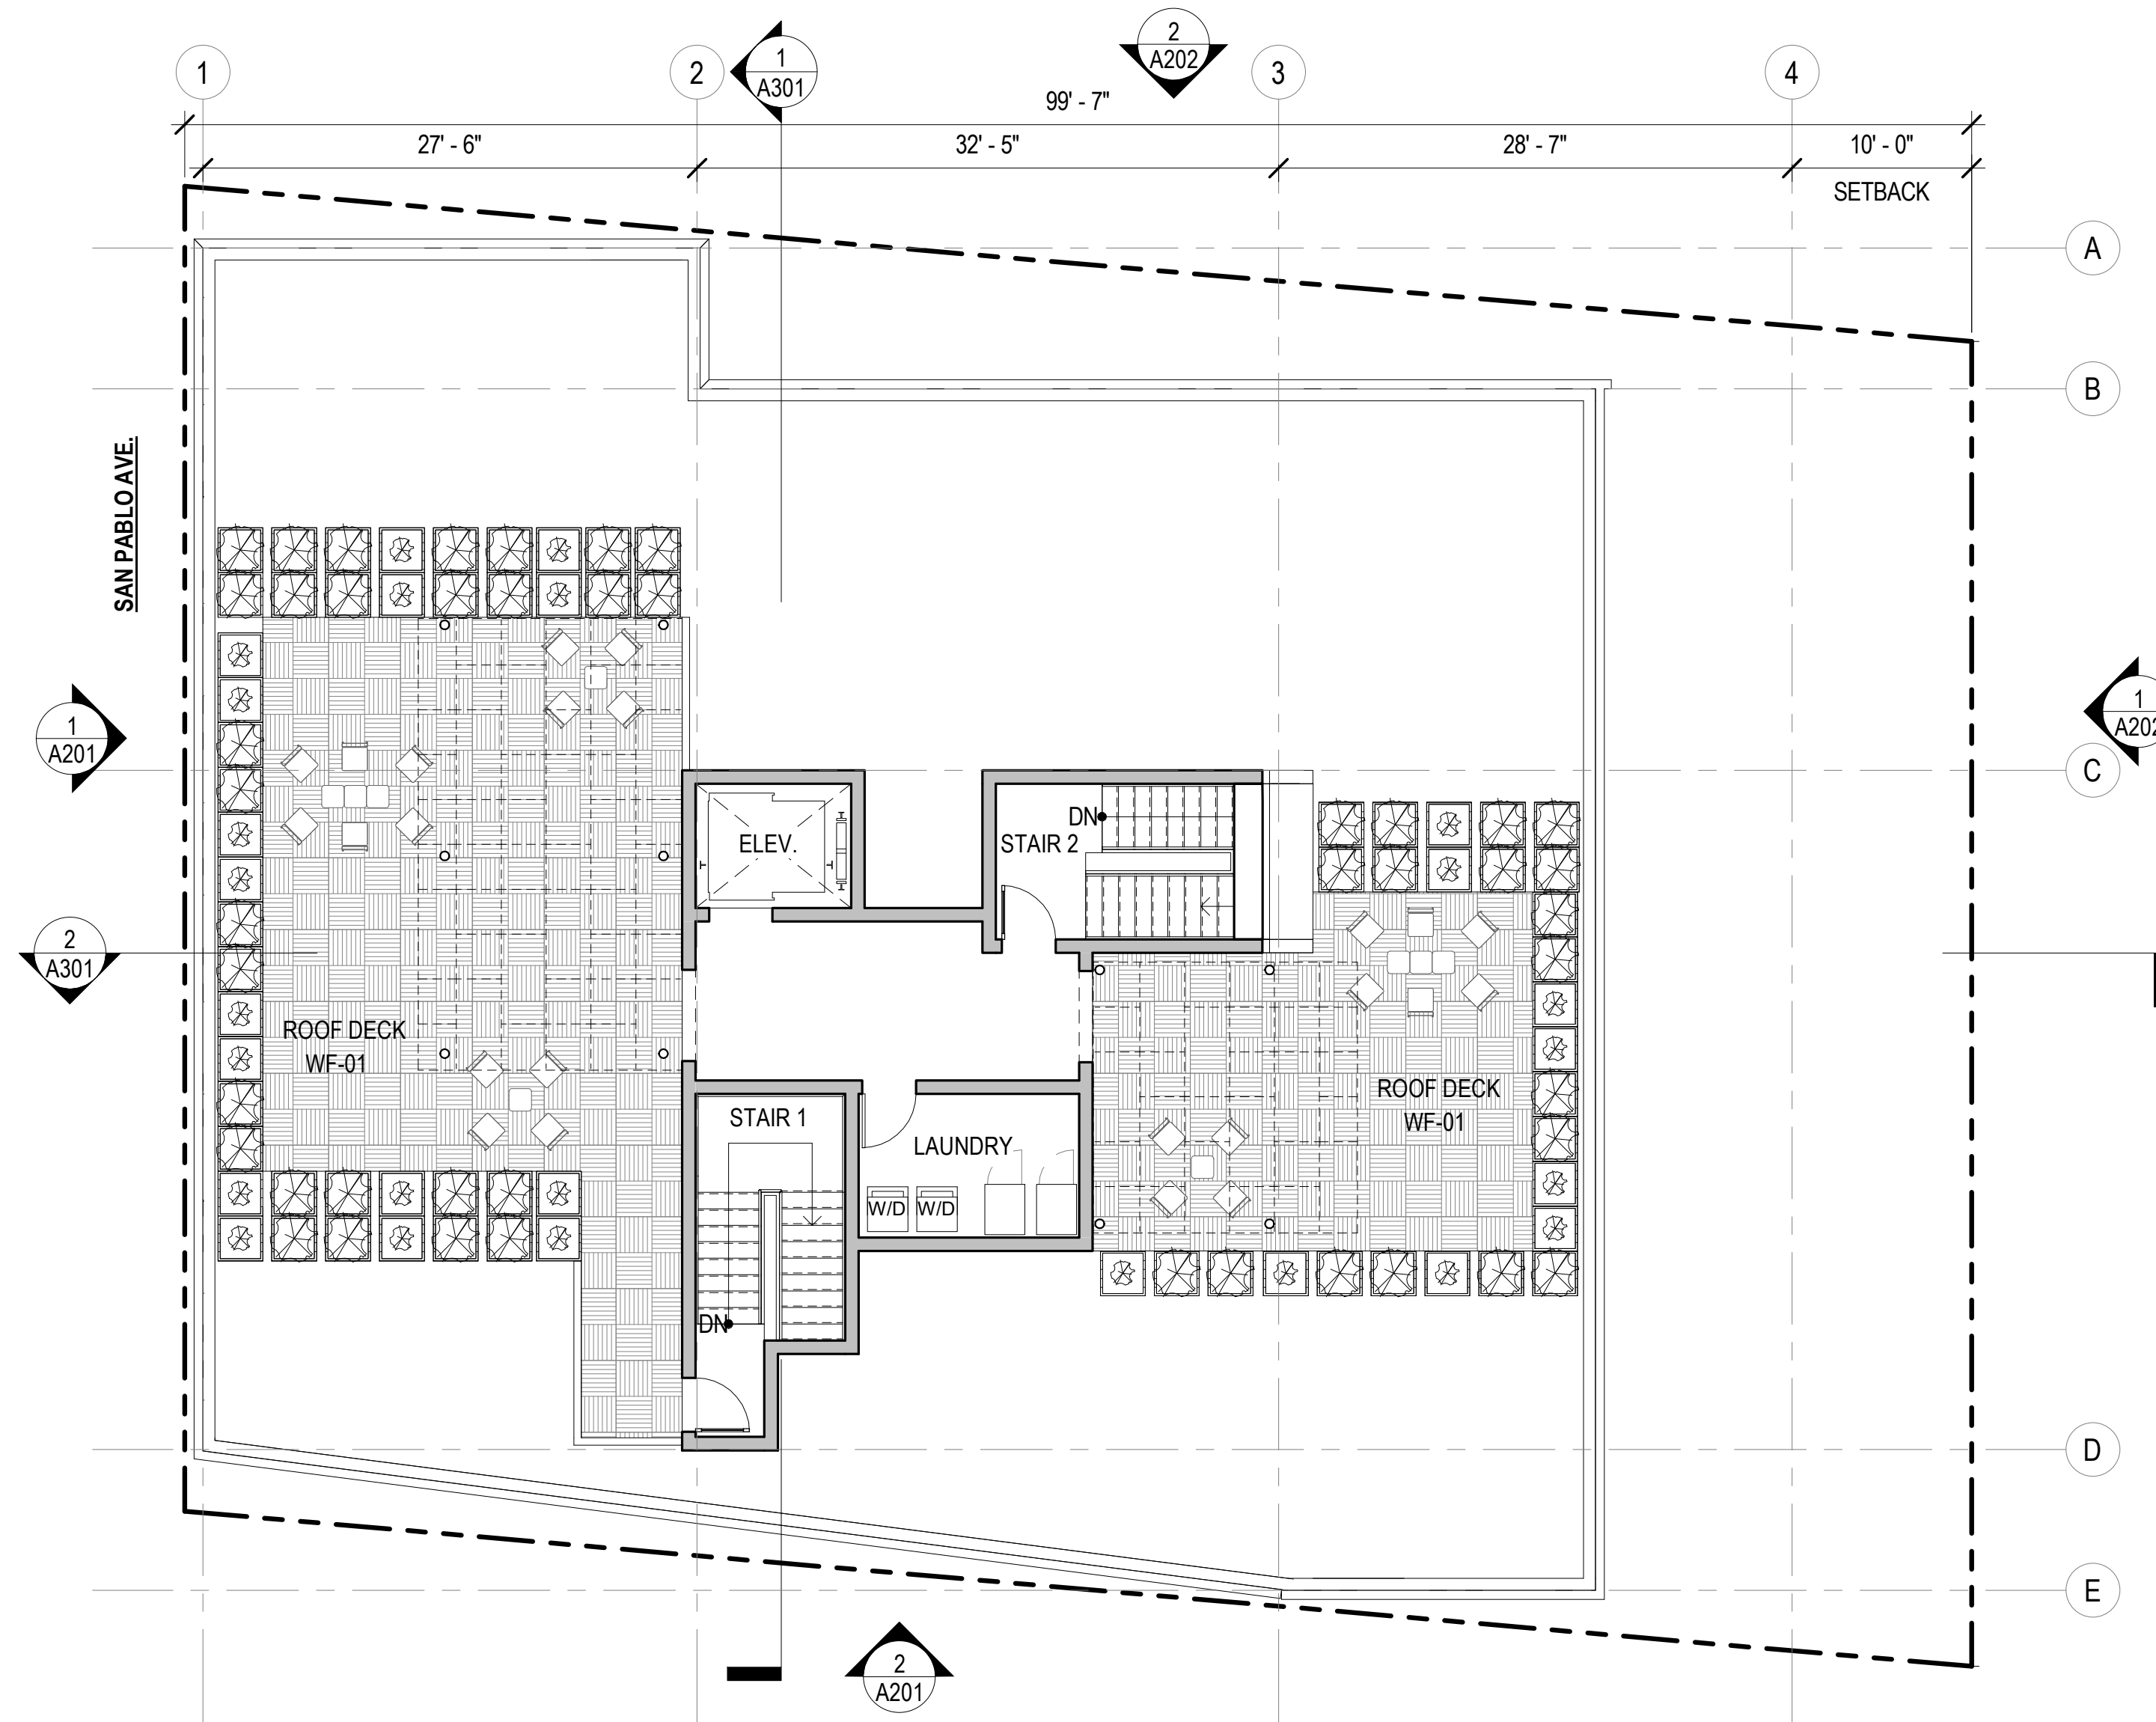 2
A202
1
A301
1
2
3
4
99' - 7"
27' - 6"
32' - 5"
28' - 7"
10' - 0"
SETBACK
A
B
SAN PABLO AVE.
1
A201
1
A202
C
DN
ELEV.
STAIR 2
2
A301
ROOF DECK
WF-01
ROOF DECK
WF-01
STAIR 1
LAUNDRY
W/D
W/D
DN
D
E
2
A201